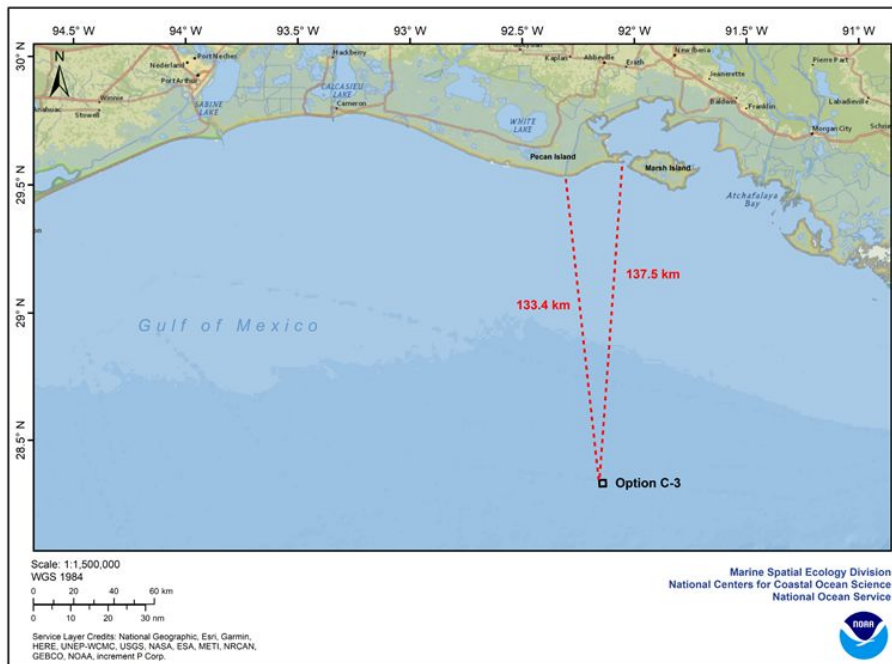 94.5° W 94° W 93.5° W 93° W 92.5° W 92° W 91.5° W 91° W
30° N
29.5° N
29° N
28.5° N
N
Port Necher
Nederland
Port Arthur
Winnie
Stowell
SABINE
LAKE
Hackberry
CALCASIEU
LAKE
Cameron
WHITE
LAKE
Kaplan
Abbeville
Erath
New Iberia
Jeanerette
Baldwin
Franklin
Pierre Part
Labadieville
Morgan City
Pecan Island
Marsh Island
Atchafalaya
Bay
133.4 km
137.5 km
Gulf of Mexico
Option C-3
Scale: 1:1,500,000
WGS 1984
0 20 40 60 km
0 10 20 30 nm
Service Layer Credits: National Geographic, Esri, Garmin,
HERE, UNEP-WCMC, USGS, NASA, ESA, METI, NRCAN,
GEBCO, NOAA, increment P Corp.
Marine Spatial Ecology Division
National Centers for Coastal Ocean Science
National Ocean Service
NOAA